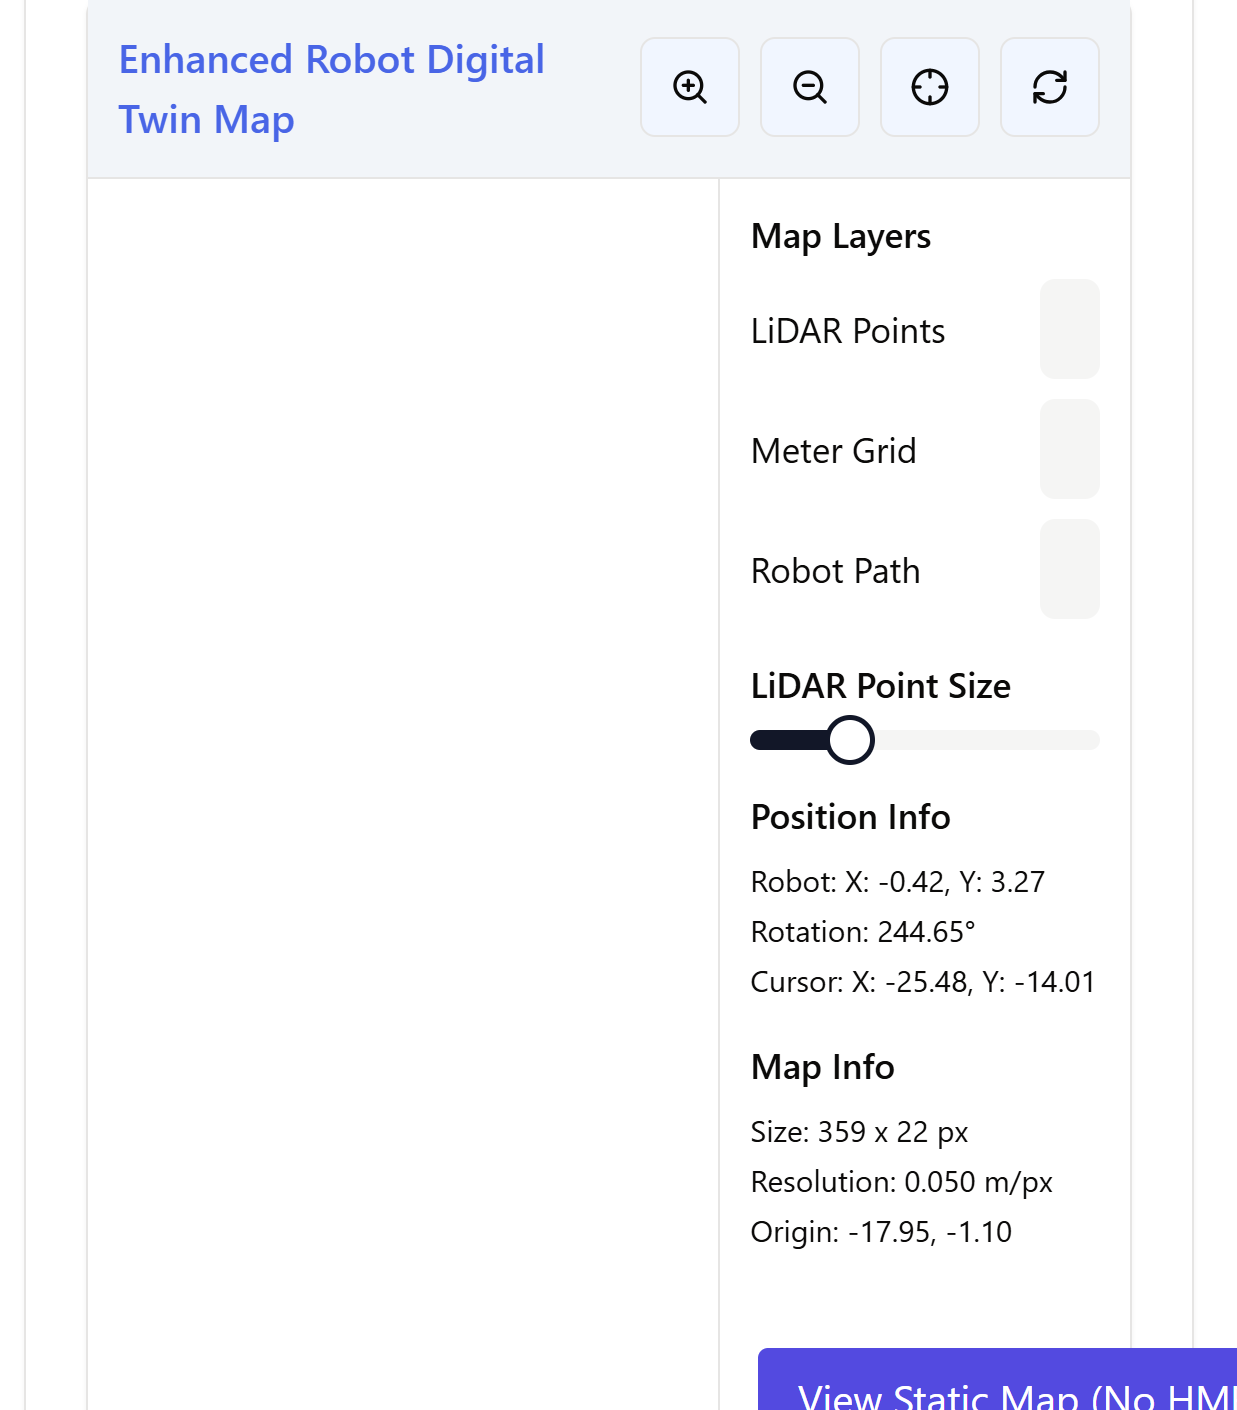 Enhanced Robot Digital
Twin Map
Map Layers
LiDAR Points
Meter Grid
Robot Path
LiDAR Point Size
Position Info
Robot: X: -0.42, Y: 3.27
Rotation: 244.65°
Cursor: X: -25.48, Y: -14.01
Map Info
Size: 359 x 22 px
Resolution: 0.050 m/px
Origin: -17.95, -1.10
View Static Map (No